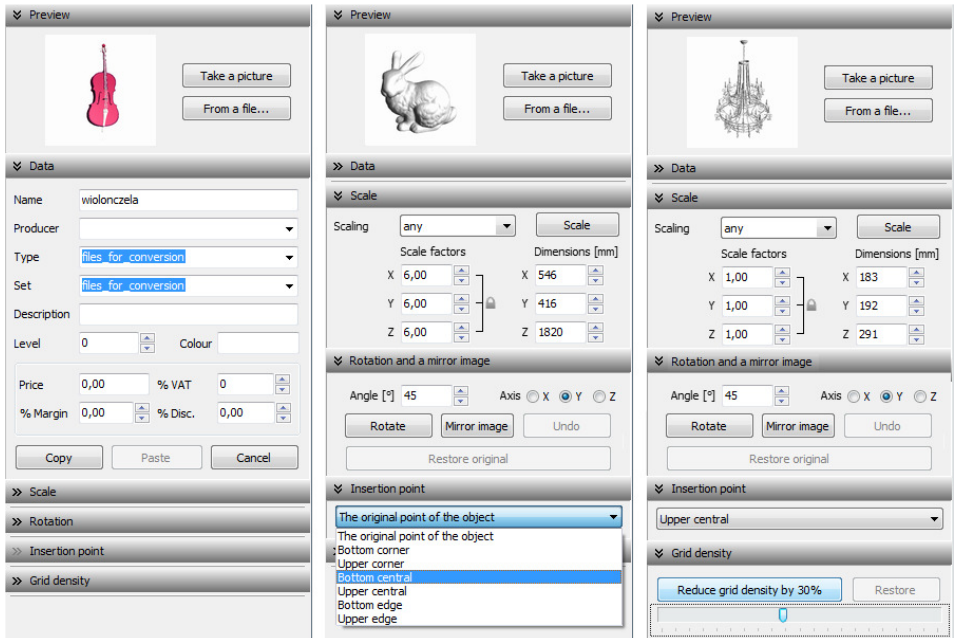 Preview
Take a picture
From a file...
Data
Name wiolonczela
Producer
Type files_for_conversion
Set files_for_conversion
Description
Level 0 Colour
Price 0,00 % VAT 0
% Margin 0,00 % Disc. 0,00
Copy Paste Cancel
Scale
Rotation
Insertion point
Grid density
Preview
Take a picture
From a file...
Data
Scale
Scaling any Scale
Scale factors Dimensions [mm]
X 6,00 X 546
Y 6,00 Y 416
Z 6,00 Z 1820
Rotation and a mirror image
Angle [º] 45 Axis X Y Z
Rotate Mirror image Undo
Restore original
Insertion point
The original point of the object
The original point of the object
Bottom corner
Upper corner
Bottom central
Upper central
Bottom edge
Upper edge
Preview
Take a picture
From a file...
Data
Scale
Scaling any Scale
Scale factors Dimensions [mm]
X 1,00 X 183
Y 1,00 Y 192
Z 1,00 Z 291
Rotation and a mirror image
Angle [º] 45 Axis X Y Z
Rotate Mirror image Undo
Restore original
Insertion point
Upper central
Grid density
Reduce grid density by 30% Restore